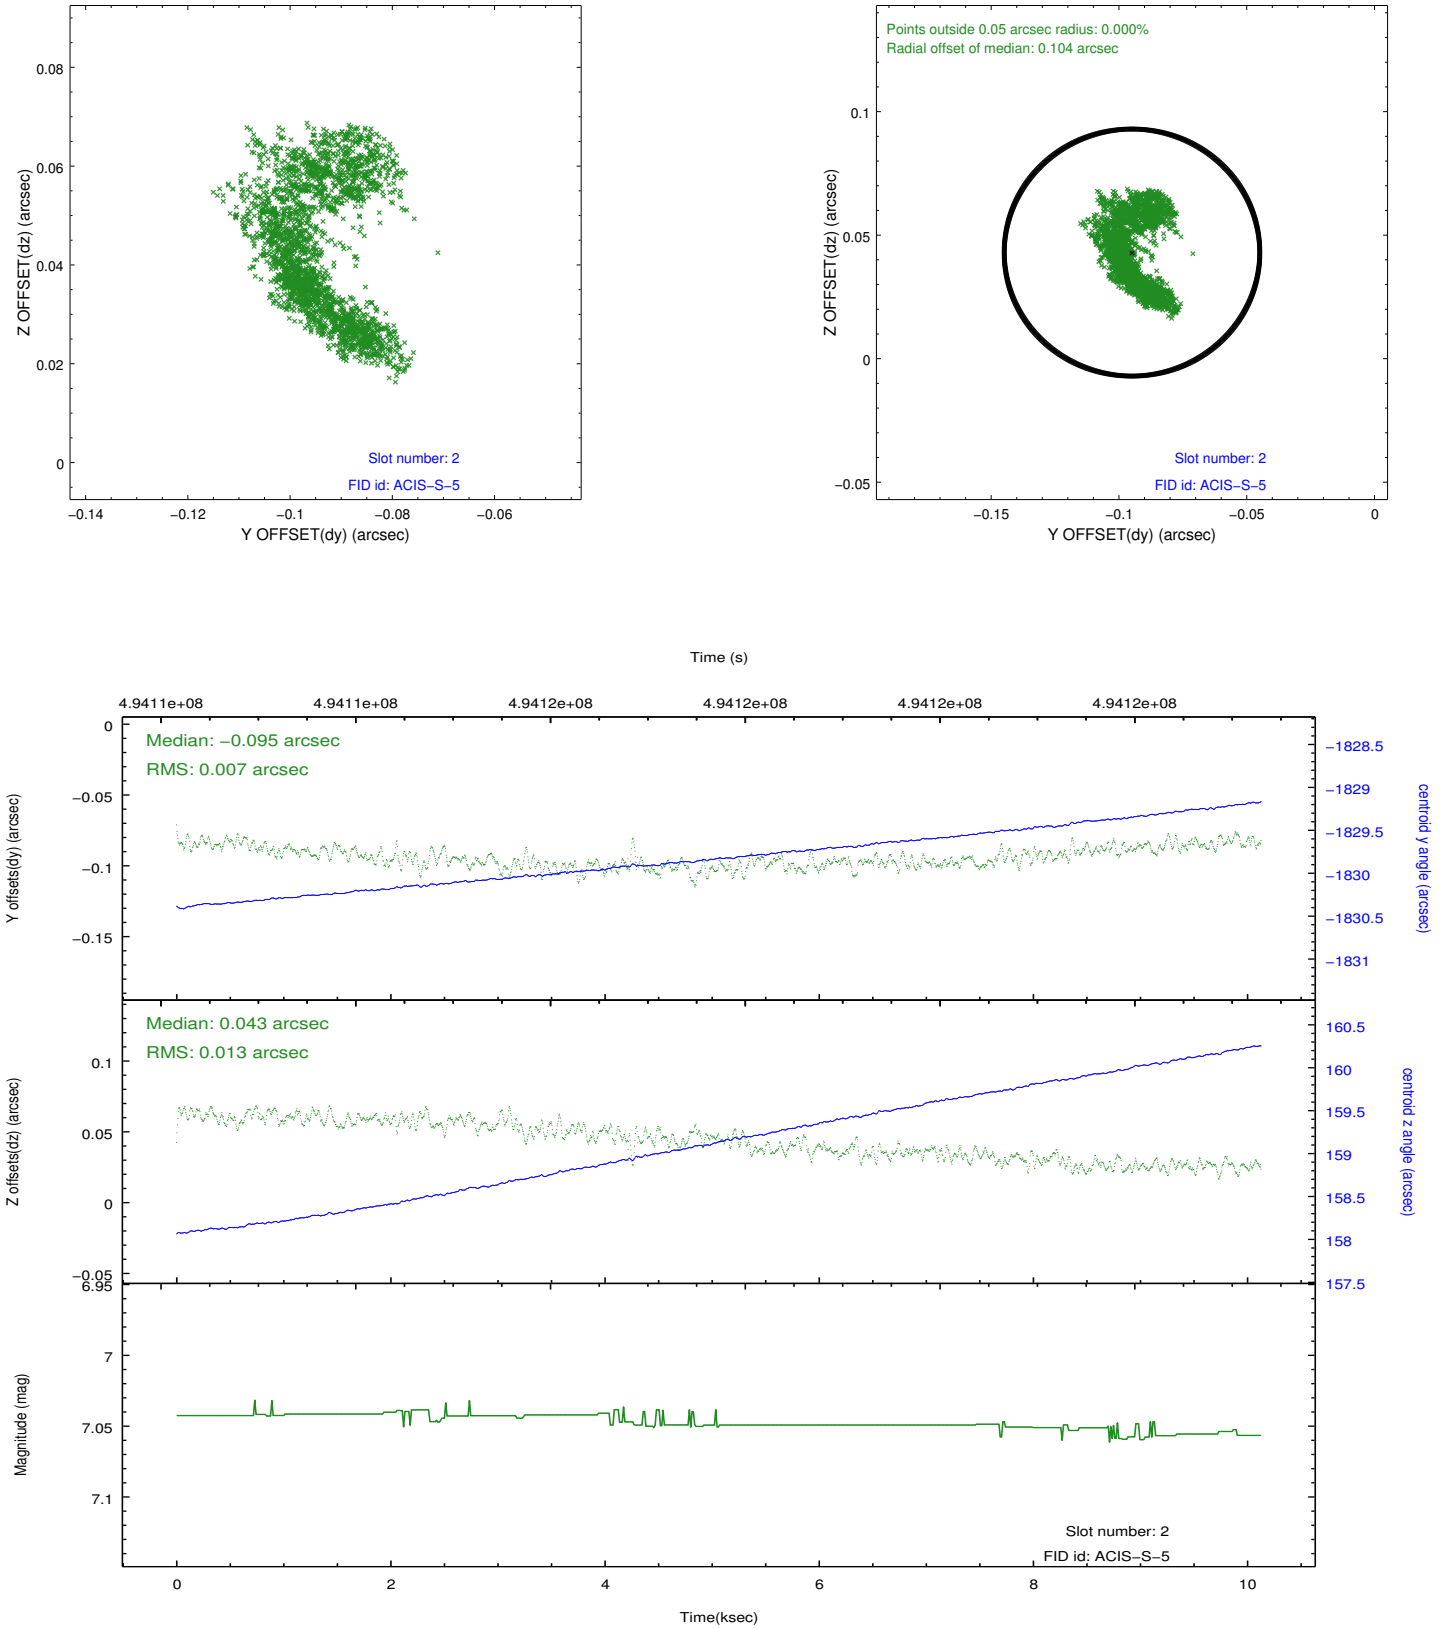 0.08
0.06
0.04
0.02
0
Z OFFSET(dz) (arcsec)
Slot number: 2
FID id: ACIS−S−5
−0.14 −0.12 −0.1 −0.08 −0.06
Y OFFSET(dy) (arcsec)
Points outside 0.05 arcsec radius: 0.000%
Radial offset of median: 0.104 arcsec
0.1
0.05
0
−0.05
Z OFFSET(dz) (arcsec)
Slot number: 2
FID id: ACIS−S−5
−0.15 −0.1 −0.05 0
Y OFFSET(dy) (arcsec)
Time (s)
4.9411e+08 4.9411e+08 4.9412e+08 4.9412e+08 4.9412e+08 4.9412e+08
Median: −0.095 arcsec
RMS: 0.007 arcsec
0
−0.05
−0.1
−0.15
Y offsets(dy) (arcsec)
−1828.5
−1829
−1829.5
−1830
−1830.5
−1831
centroid y angle (arcsec)
Median: 0.043 arcsec
RMS: 0.013 arcsec
0.1
0.05
0
−0.05
Z offsets(dz) (arcsec)
160.5
160
159.5
159
158.5
158
157.5
centroid z angle (arcsec)
6.95
7
7.05
7.1
Magnitude (mag)
Slot number: 2
FID id: ACIS−S−5
0 2 4 6 8 10
Time(ksec)